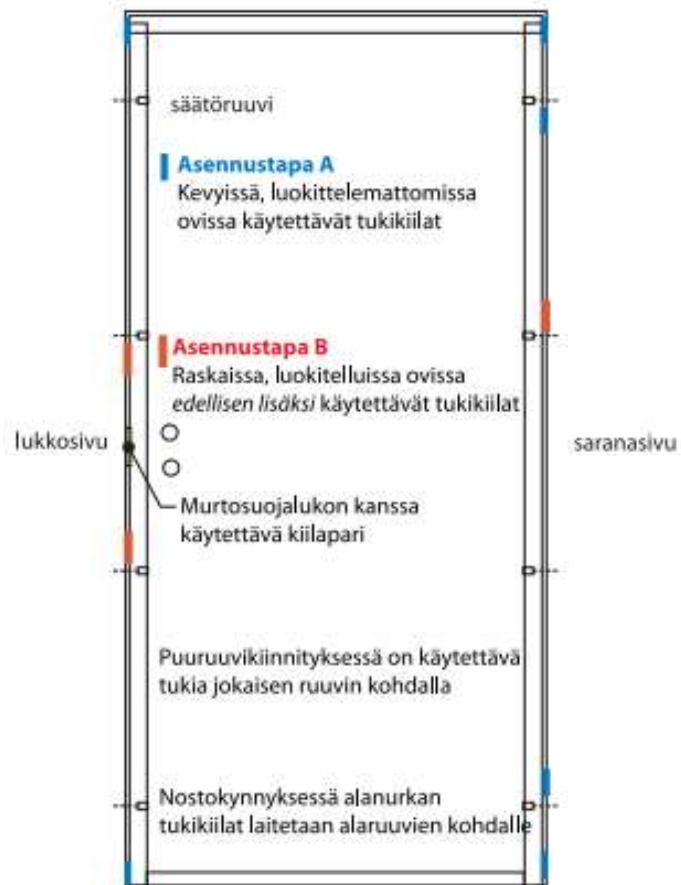 säätöruuvi
Asennustapa A
Kevyissä, luokittelemattomissa
ovissa käytettävät tukikiilat
Asennustapa B
Raskaissa, luokitelluissa ovissa
edellisen lisäksi käytettävät tukikiilat
lukkosivu
saranasivu
Murtosuojalukon kanssa
käytettävä kiilapari
Puuruuvikiinnityksessä on käytettävä
tukia jokaisen ruuvin kohdalla
Nostokynnyksessä alanurkan
tukikiilat laitetaan alaruuvien kohdalle